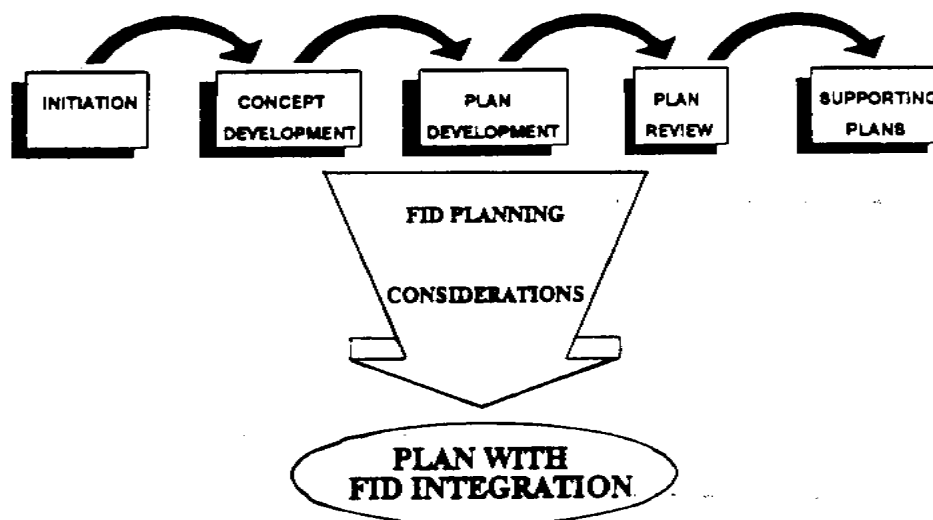 INITIATION
CONCEPT
DEVELOPMENT
PLAN
DEVELOPMENT
PLAN
REVIEW
SUPPORTING
PLANS
FID PLANNING
CONSIDERATIONS
PLAN WITH
FID INTEGRATION